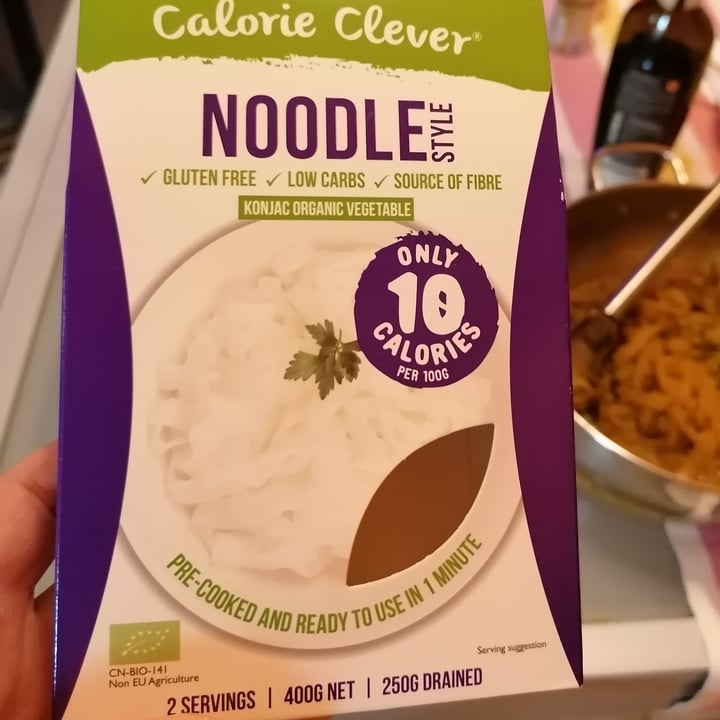 Calorie Clever®
NOODLE STYLE
✓ GLUTEN FREE ✓ LOW CARBS ✓ SOURCE OF FIBRE
KONJAC ORGANIC VEGETABLE
ONLY
10
CALORIES
PER 100G
PRE-COOKED AND READY TO USE IN 1 MINUTE
Serving suggestion
CN-BIO-141
Non EU Agriculture
2 SERVINGS | 400G NET | 250G DRAINED